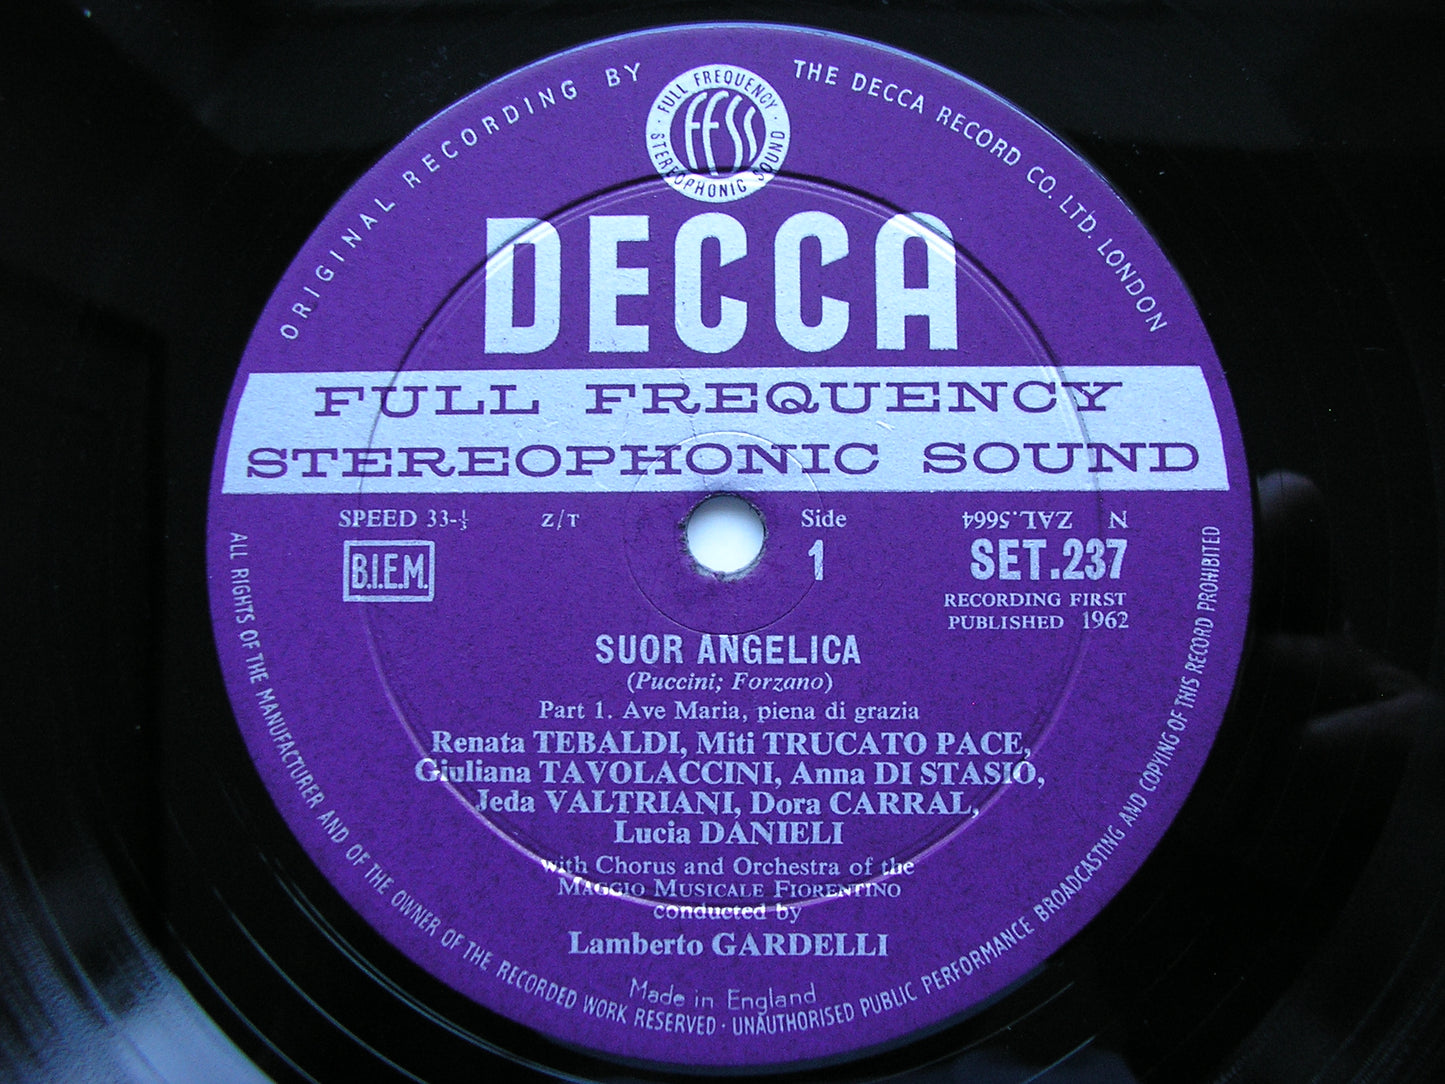 ORIGINAL RECORDING BY THE DECCA RECORD CO. LTD. LONDON
· FULL FREQUENCY · STEREOPHONIC SOUND
FFSS
DECCA
FULL FREQUENCY
STEREOPHONIC SOUND
SPEED 33-⅓ Z/T Side N ZAL.5664
B.I.E.M. 1 SET.237
RECORDING FIRST
PUBLISHED 1962
SUOR ANGELICA
(Puccini; Forzano)
Part 1. Ave Maria, piena di grazia
Renata TEBALDI, Miti TRUCATO PACE,
Giuliana TAVOLACCINI, Anna DI STASIO,
Jeda VALTRIANI, Dora CARRAL,
Lucia DANIELI
with Chorus and Orchestra of the
MAGGIO MUSICALE FIORENTINO
conducted by
Lamberto GARDELLI
Made in England
ALL RIGHTS OF THE MANUFACTURER AND OF THE OWNER OF THE RECORDED WORK RESERVED · UNAUTHORISED PUBLIC PERFORMANCE BROADCASTING AND COPYING OF THIS RECORD PROHIBITED